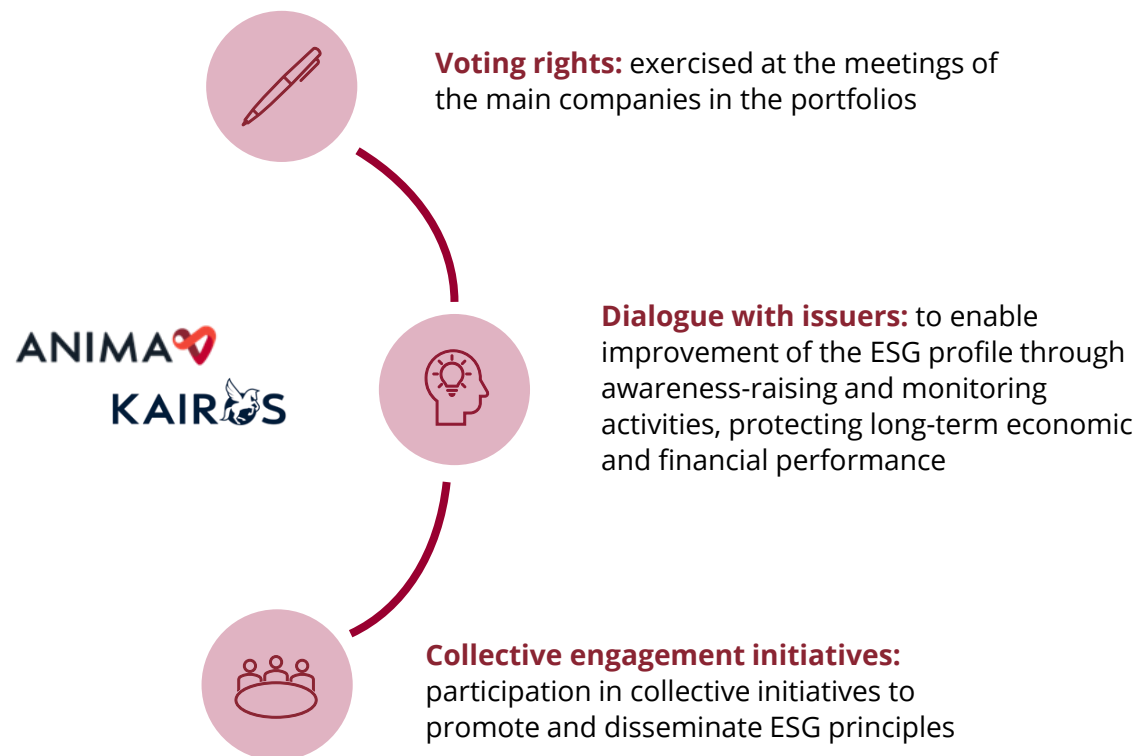 Voting rights: exercised at the meetings of
the main companies in the portfolios
ANIMA
KAIROS
Dialogue with issuers: to enable
improvement of the ESG profile through
awareness-raising and monitoring
activities, protecting long-term economic
and financial performance
Collective engagement initiatives:
participation in collective initiatives to
promote and disseminate ESG principles